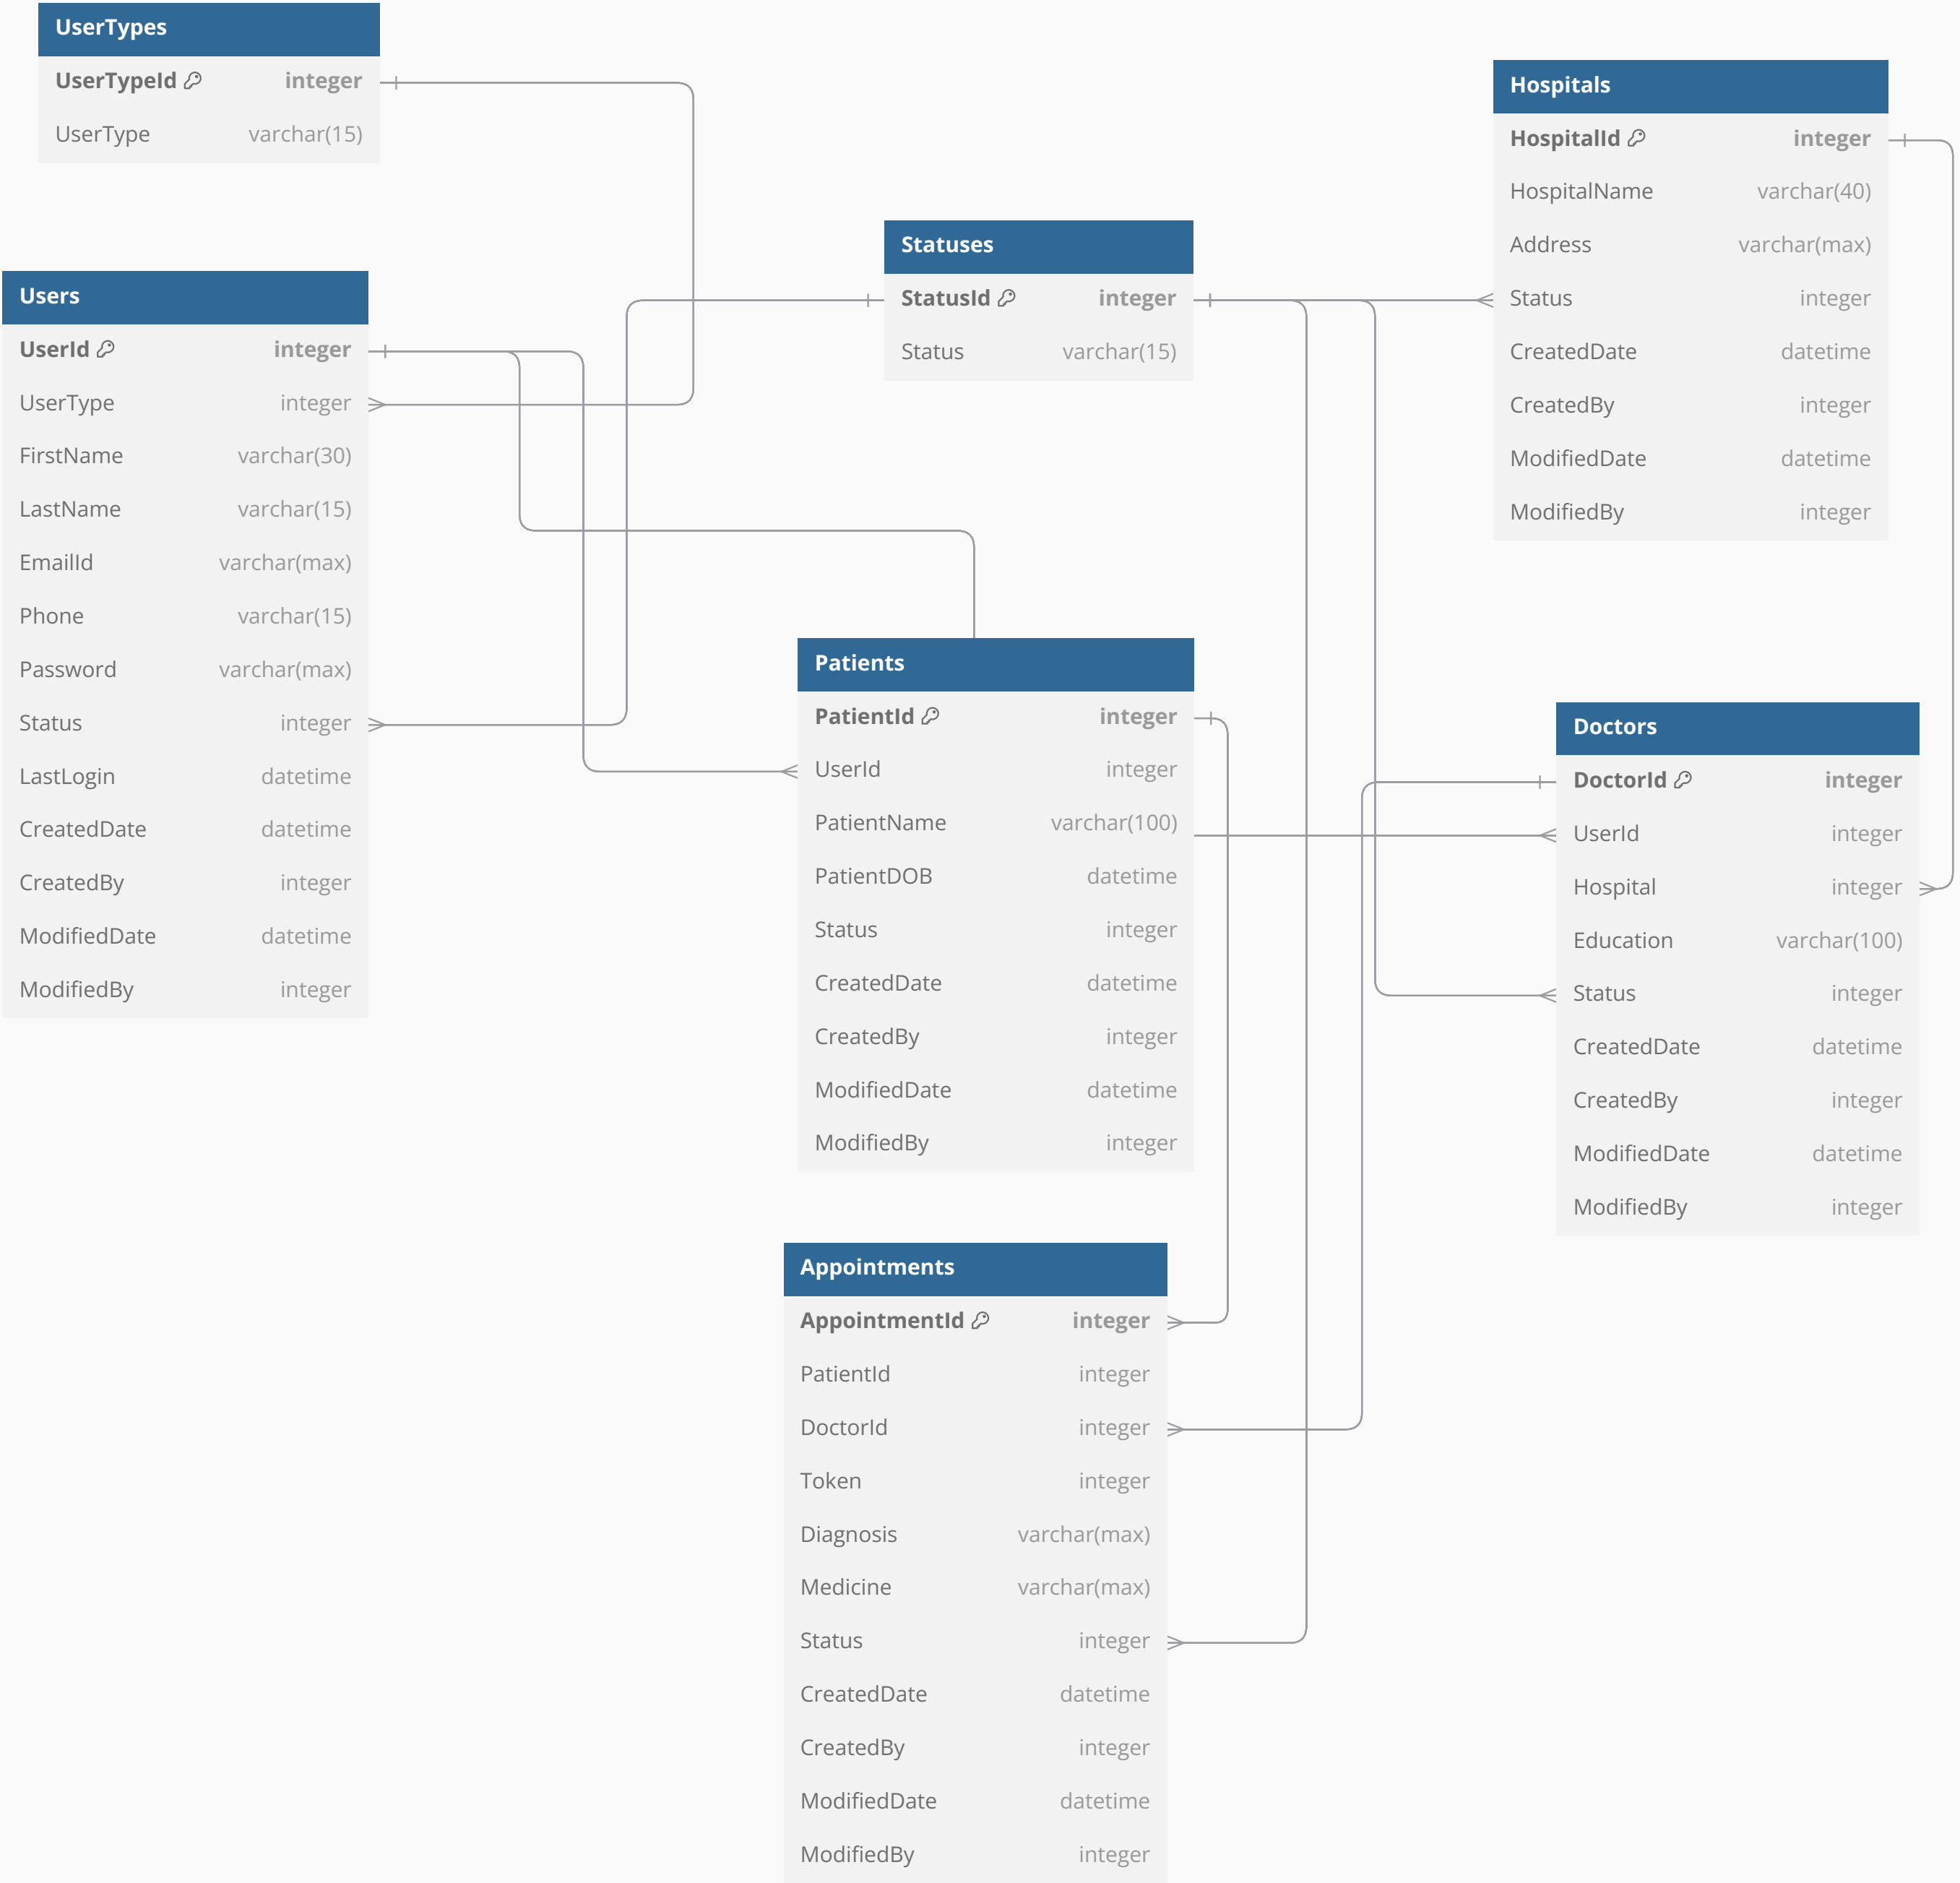 UserTypes
UserTypeId integer
UserType varchar(15)
Users
UserId integer
UserType integer
FirstName varchar(30)
LastName varchar(15)
EmailId varchar(max)
Phone varchar(15)
Password varchar(max)
Status integer
LastLogin datetime
CreatedDate datetime
CreatedBy integer
ModifiedDate datetime
ModifiedBy integer
Statuses
StatusId integer
Status varchar(15)
Hospitals
HospitalId integer
HospitalName varchar(40)
Address varchar(max)
Status integer
CreatedDate datetime
CreatedBy integer
ModifiedDate datetime
ModifiedBy integer
Patients
PatientId integer
UserId integer
PatientName varchar(100)
PatientDOB datetime
Status integer
CreatedDate datetime
CreatedBy integer
ModifiedDate datetime
ModifiedBy integer
Doctors
DoctorId integer
UserId integer
Hospital integer
Education varchar(100)
Status integer
CreatedDate datetime
CreatedBy integer
ModifiedDate datetime
ModifiedBy integer
Appointments
AppointmentId integer
PatientId integer
DoctorId integer
Token integer
Diagnosis varchar(max)
Medicine varchar(max)
Status integer
CreatedDate datetime
CreatedBy integer
ModifiedDate datetime
ModifiedBy integer